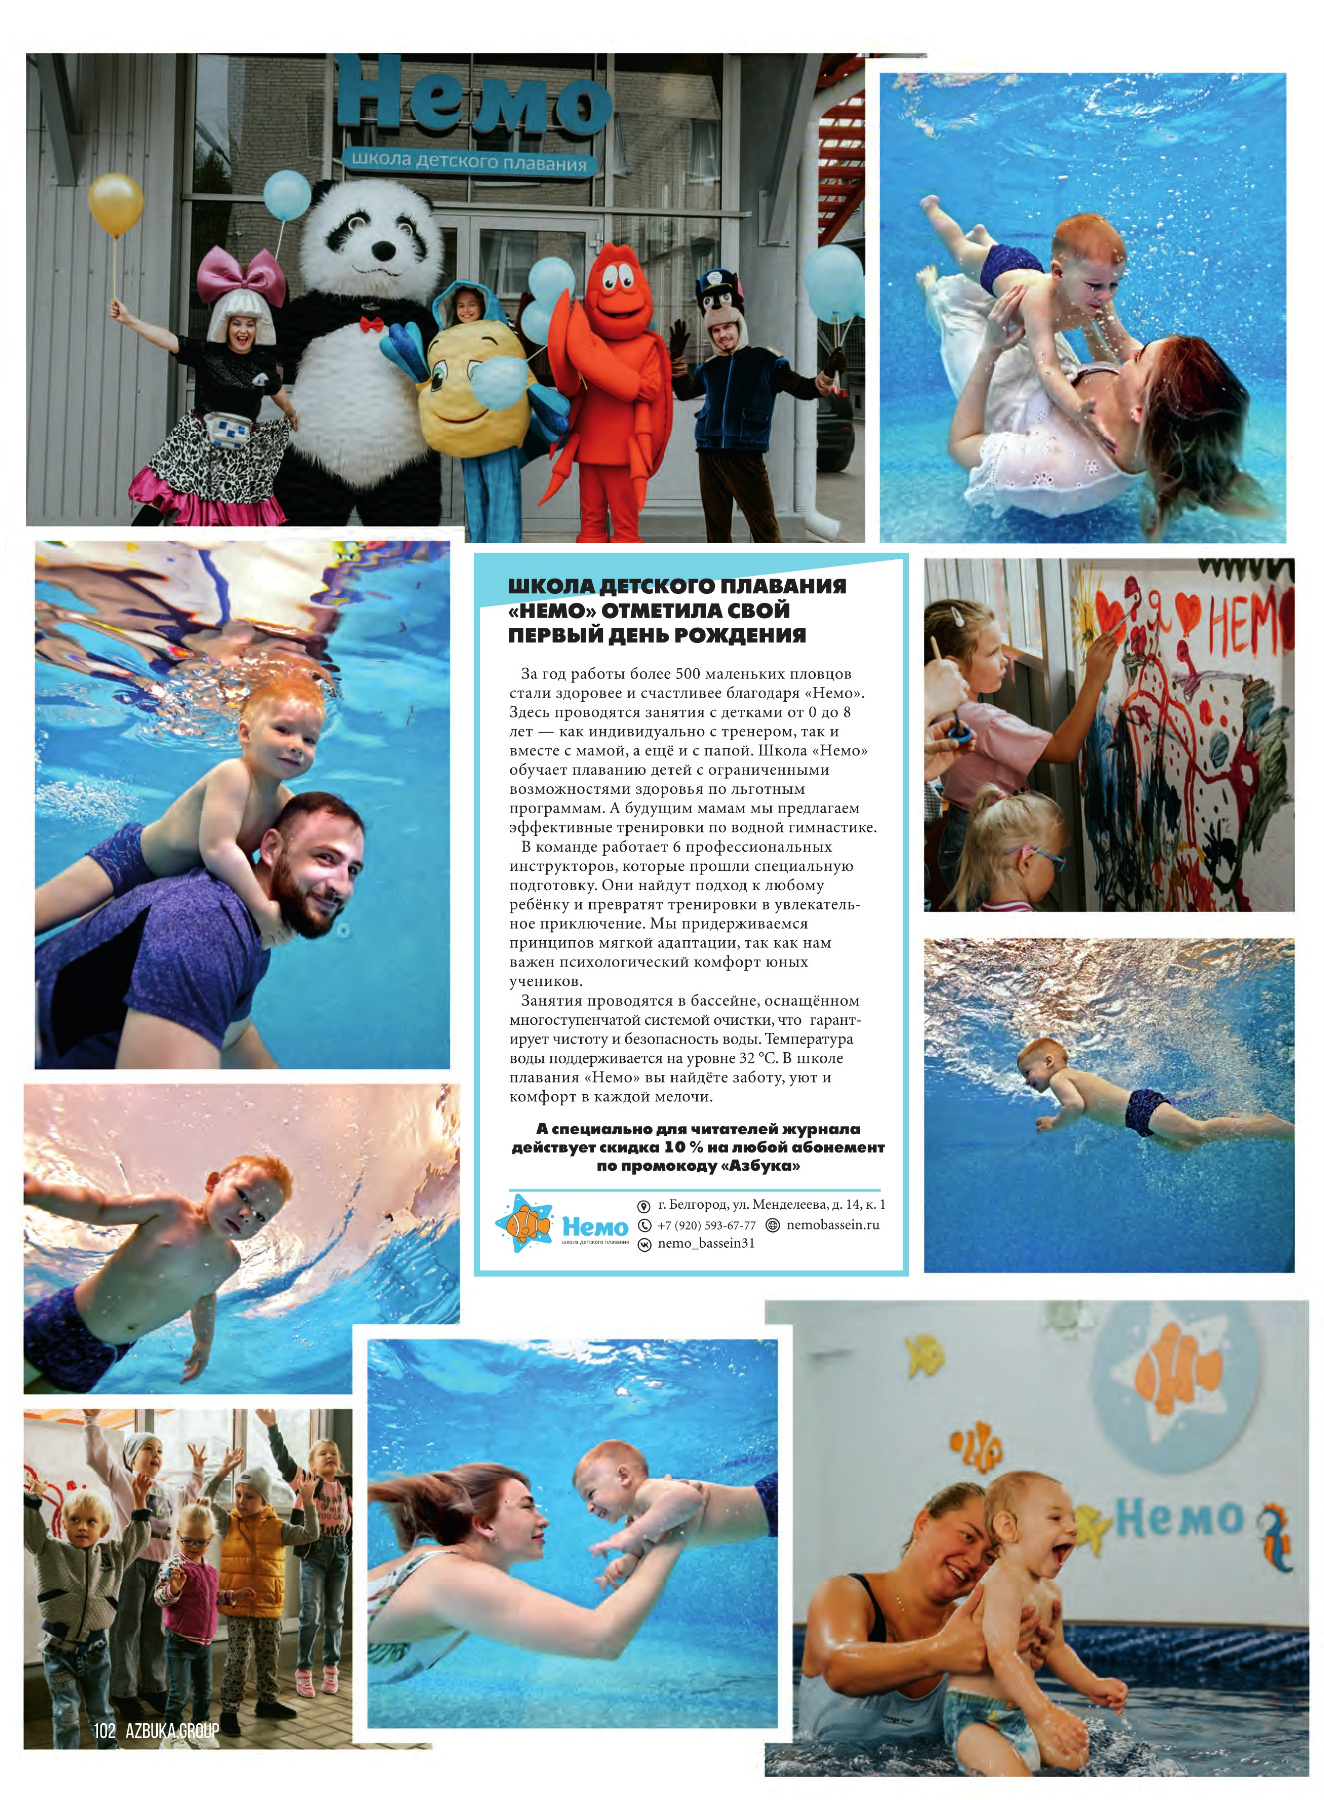 Немо
школа детского плавания
Я НЕМО
ШКОЛА ДЕТСКОГО ПЛАВАНИЯ
«НЕМО» ОТМЕТИЛА СВОЙ
ПЕРВЫЙ ДЕНЬ РОЖДЕНИЯ
За год работы более 500 маленьких пловцов
стали здоровее и счастливее благодаря «Немо».
Здесь проводятся занятия с детками от 0 до 8
лет — как индивидуально с тренером, так и
вместе с мамой, а ещё и с папой. Школа «Немо»
обучает плаванию детей с ограниченными
возможностями здоровья по льготным
программам. А будущим мамам мы предлагаем
эффективные тренировки по водной гимнастике.
В команде работает 6 профессиональных
инструкторов, которые прошли специальную
подготовку. Они найдут подход к любому
ребёнку и превратят тренировки в увлекатель-
ное приключение. Мы придерживаемся
принципов мягкой адаптации, так как нам
важен психологический комфорт юных
учеников.
Занятия проводятся в бассейне, оснащённом
многоступенчатой системой очистки, что гарант-
ирует чистоту и безопасность воды. Температура
воды поддерживается на уровне 32 °С. В школе
плавания «Немо» вы найдёте заботу, уют и
комфорт в каждой мелочи.
А специально для читателей журнала
действует скидка 10 % на любой абонемент
по промокоду «Азбука»
Немо
школа детского плавания
г. Белгород, ул. Менделеева, д. 14, к. 1
+7 (920) 593-67-77 nemobassein.ru
nemo_bassein31
Немо
102 AZBUKA.GROUP